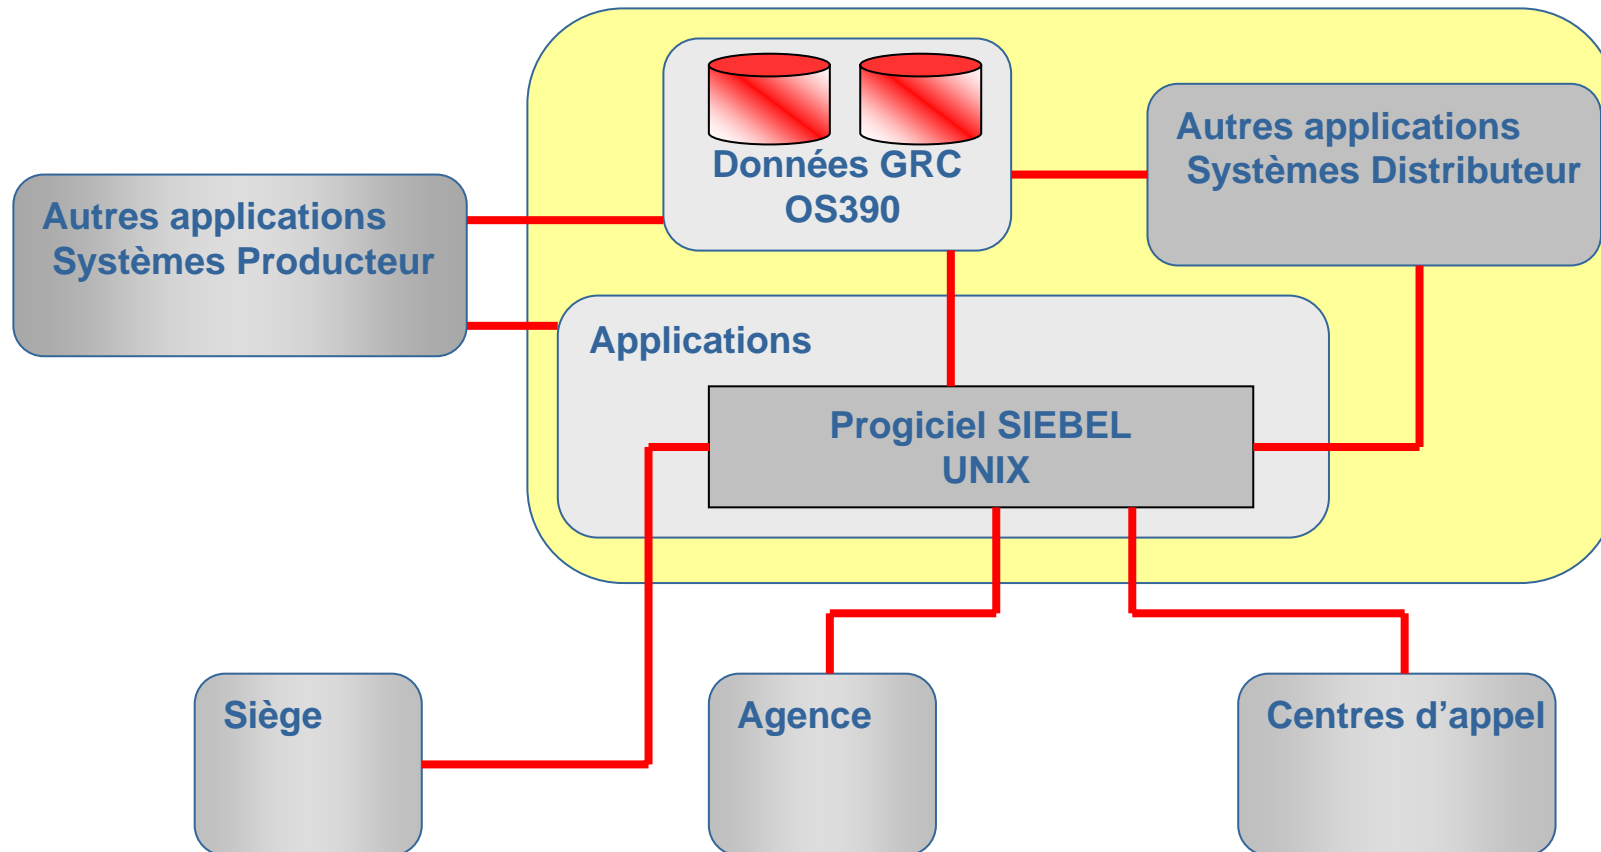 Données GRC
OS390
Autres applications
Systèmes Distributeur
Autres applications
Systèmes Producteur
Applications
Progiciel SIEBEL
UNIX
Siège
Agence
Centres d’appel